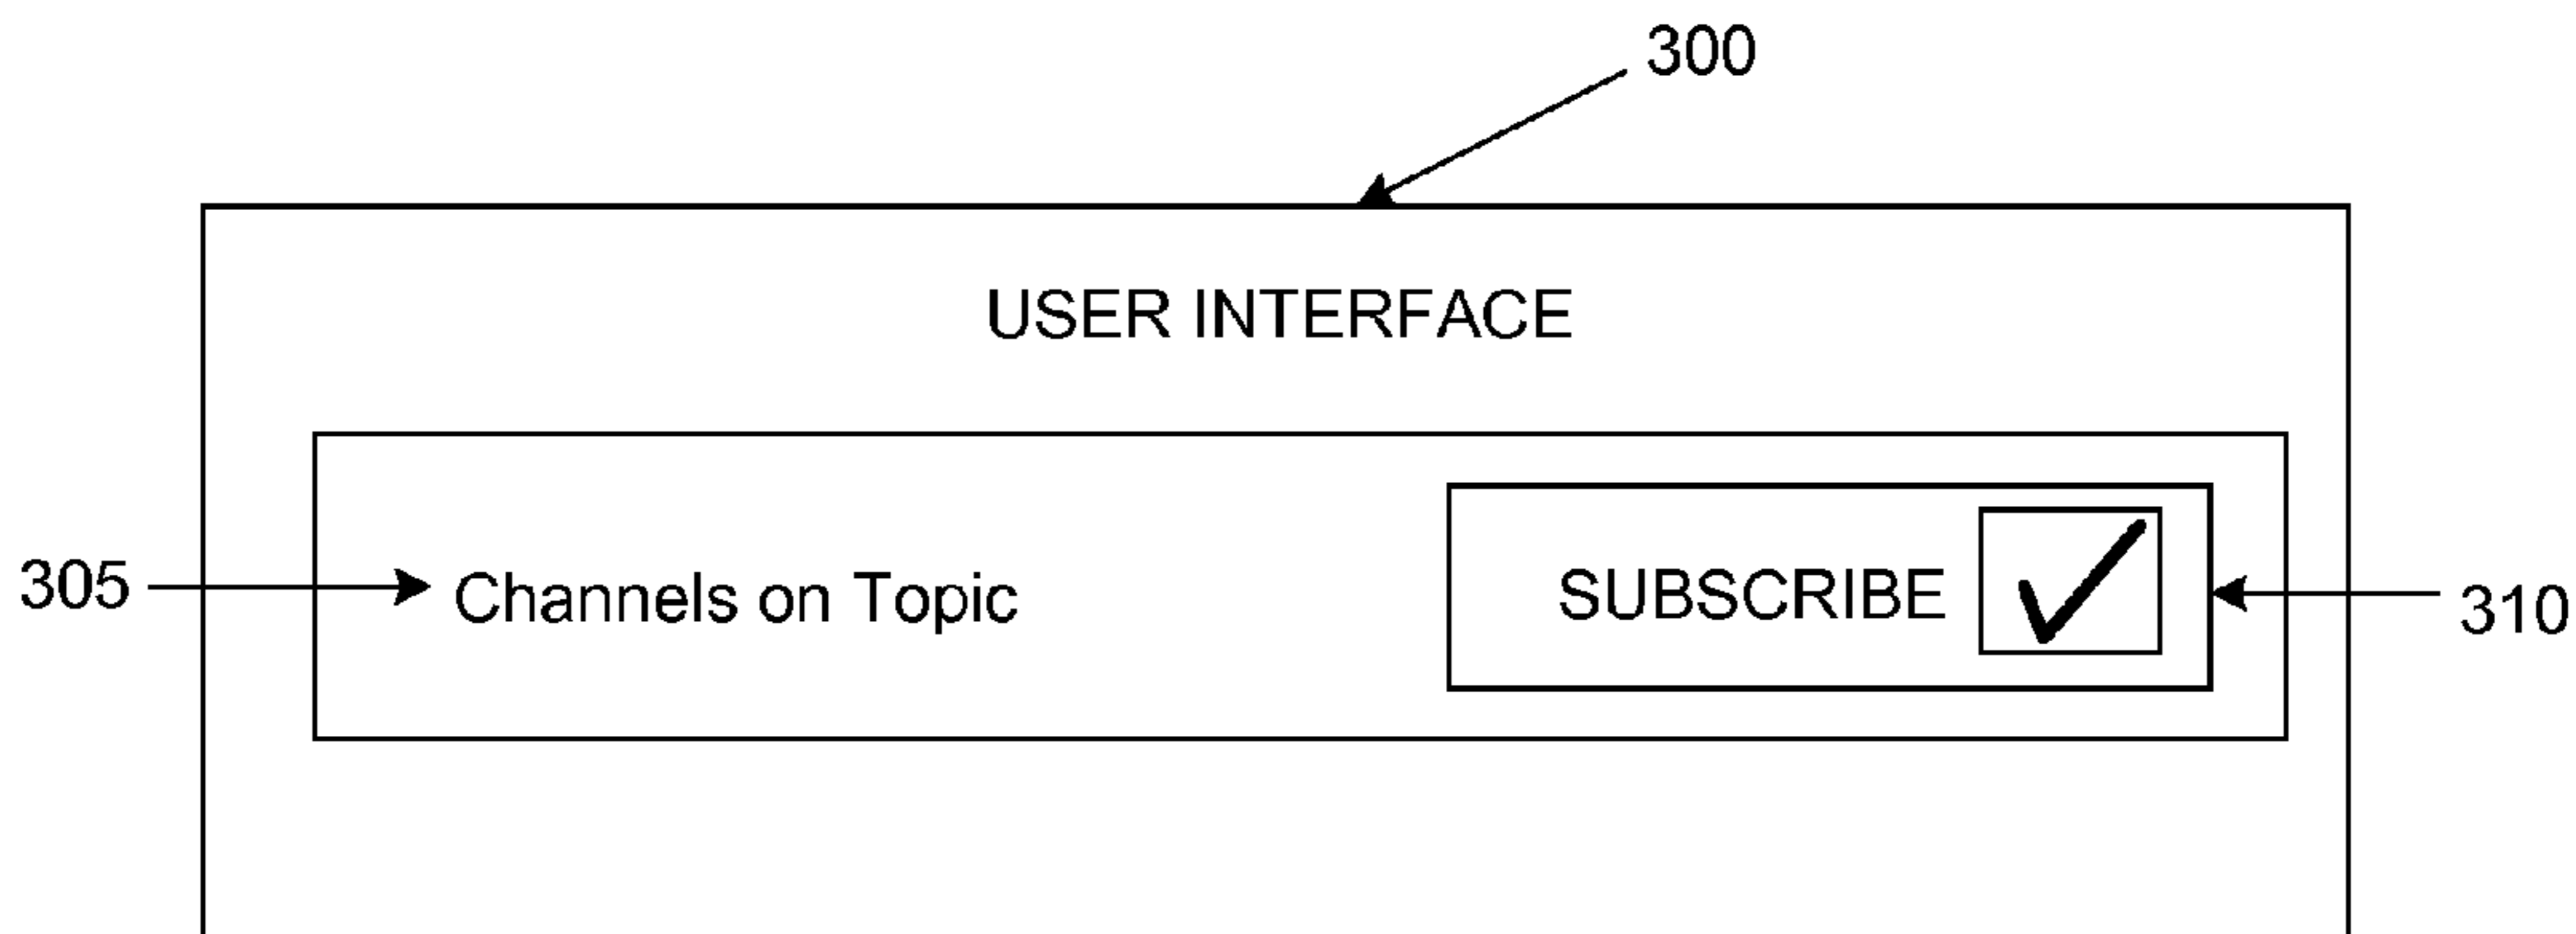 300
USER INTERFACE
305
Channels on Topic
SUBSCRIBE
310